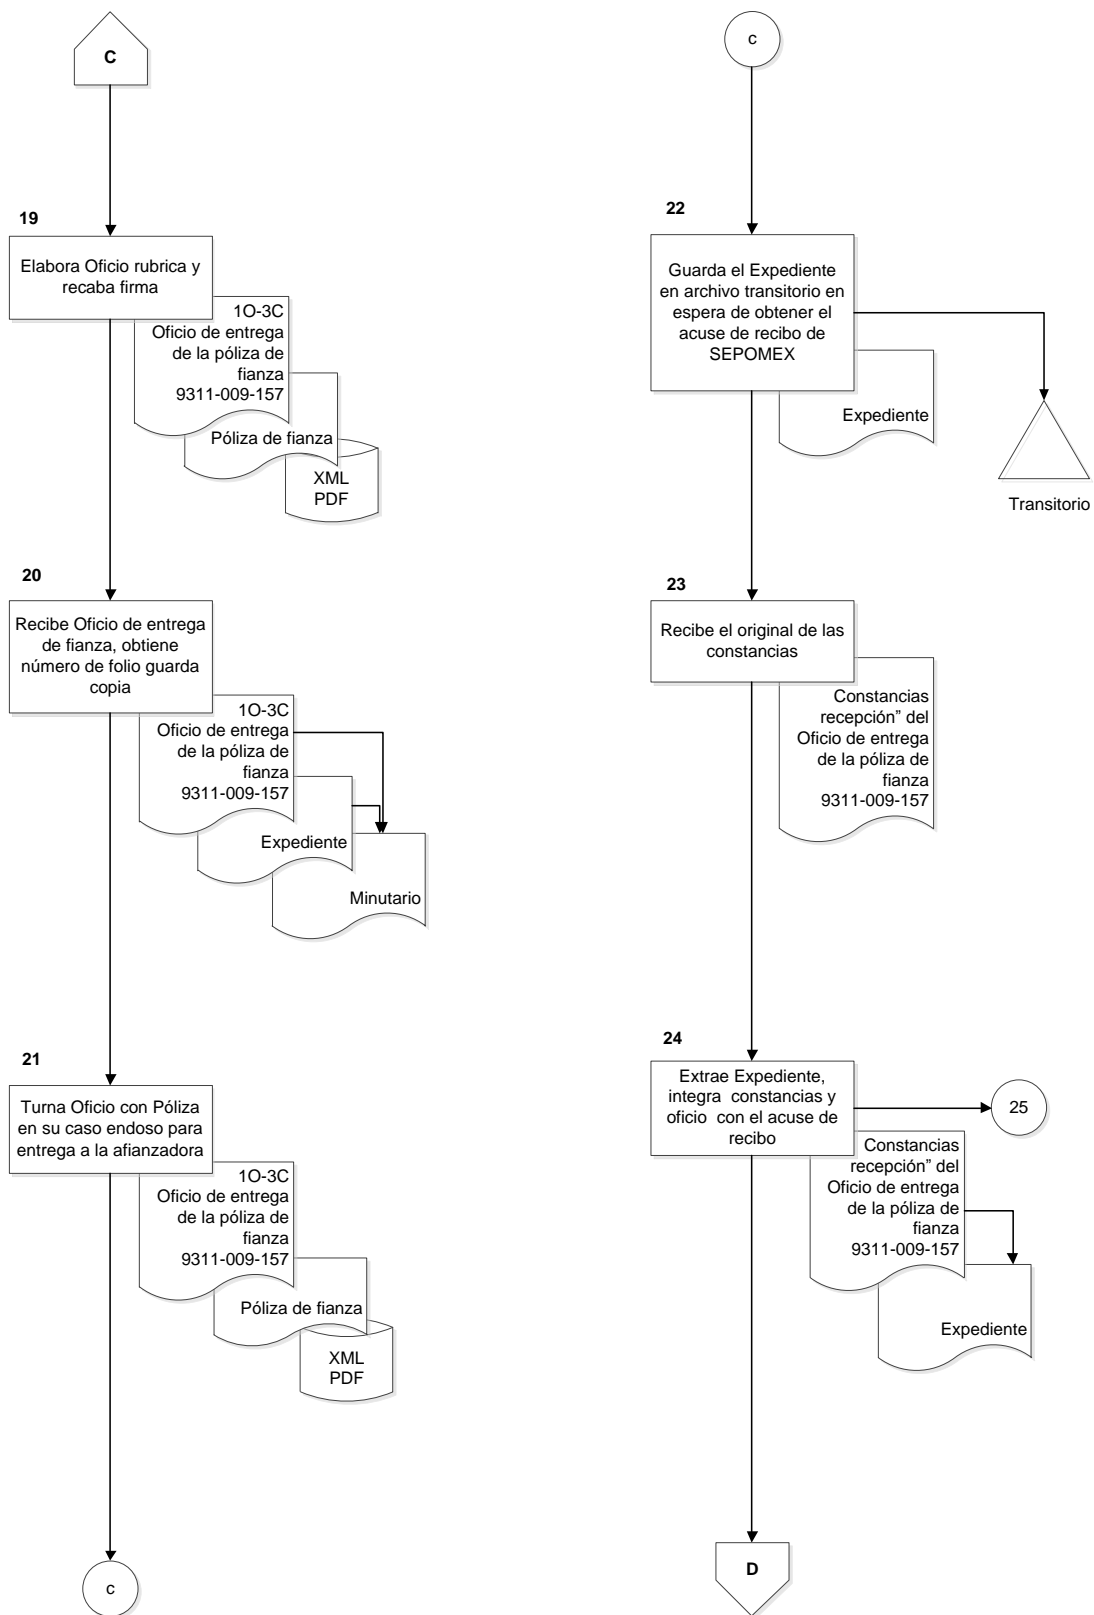 C
19
Elabora Oficio rubrica y
recaba firma
1O-3C
Oficio de entrega
de la póliza de
fianza
9311-009-157
Póliza de fianza
XML
PDF
20
Recibe Oficio de entrega
de fianza, obtiene
número de folio guarda
copia
1O-3C
Oficio de entrega
de la póliza de
fianza
9311-009-157
Expediente
Minutario
21
Turna Oficio con Póliza
en su caso endoso para
entrega a la afianzadora
1O-3C
Oficio de entrega
de la póliza de
fianza
9311-009-157
Póliza de fianza
XML
PDF
c
c
22
Guarda el Expediente
en archivo transitorio en
espera de obtener el
acuse de recibo de
SEPOMEX
Expediente
Transitorio
23
Recibe el original de las
constancias
Constancias
recepción” del
Oficio de entrega
de la póliza de
fianza
9311-009-157
24
Extrae Expediente,
integra  constancias y
oficio  con el acuse de
recibo
25
Constancias
recepción” del
Oficio de entrega
de la póliza de
fianza
9311-009-157
Expediente
D